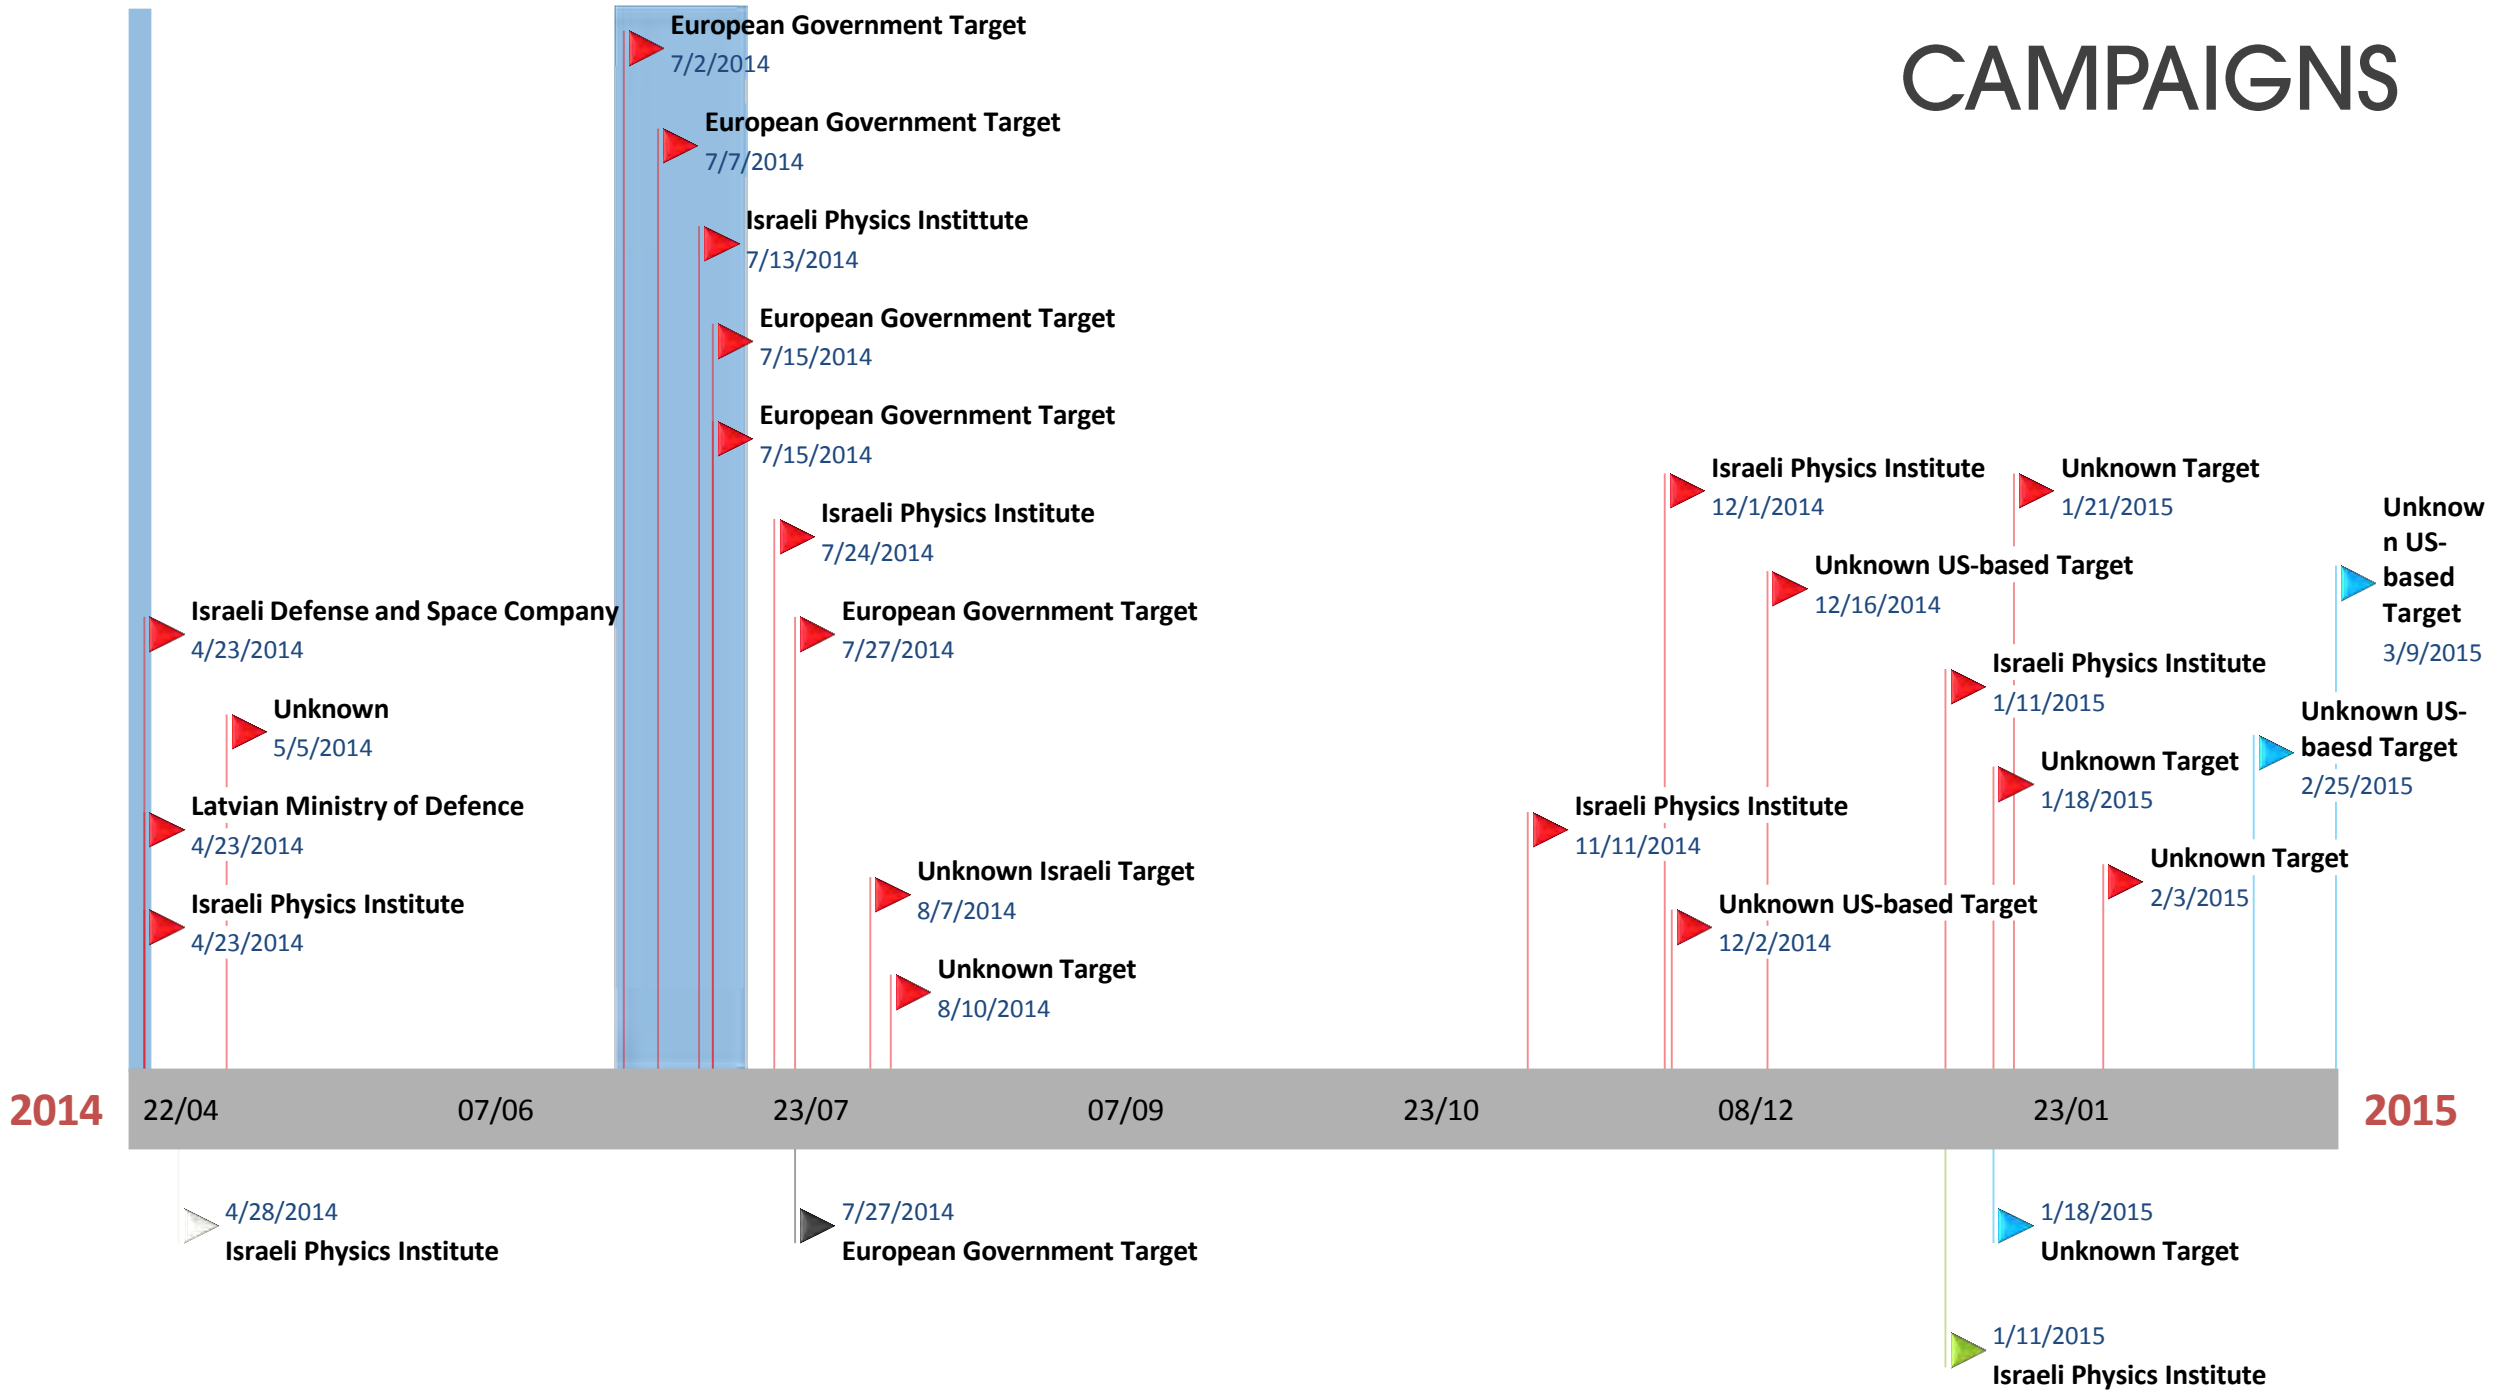 CAMPAIGNS
European Government Target
7/2/2014
European Government Target
7/7/2014
Israeli Physics Instittute
7/13/2014
European Government Target
7/15/2014
European Government Target
7/15/2014
Israeli Physics Institute
7/24/2014
European Government Target
7/27/2014
Israeli Defense and Space Company
4/23/2014
Unknown
5/5/2014
Latvian Ministry of Defence
4/23/2014
Israeli Physics Institute
4/23/2014
Unknown Israeli Target
8/7/2014
Unknown Target
8/10/2014
Israeli Physics Institute
11/11/2014
Israeli Physics Institute
12/1/2014
Unknown US-based Target
12/16/2014
Unknown US-based Target
12/2/2014
Unknown Target
1/21/2015
Israeli Physics Institute
1/11/2015
Unknown Target
1/18/2015
Unknown Target
2/3/2015
Unknow
n US-
based
Target
3/9/2015
Unknown US-
baesd Target
2/25/2015
2014
22/04
07/06
23/07
07/09
23/10
08/12
23/01
2015
4/28/2014
Israeli Physics Institute
7/27/2014
European Government Target
1/18/2015
Unknown Target
1/11/2015
Israeli Physics Institute